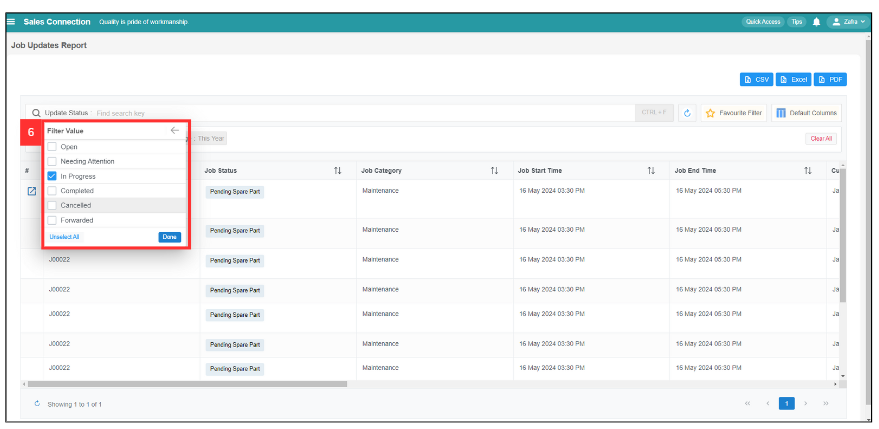 Sales Connection Quality is pride of workmanship. Quick Access Tips Zafra
Job Updates Report
CSV Excel PDF
Update Status : Find search key CTRL + F Favourite Filter Default Columns
6 Filter Value
This Year Clear All
Open
Needing Attention
In Progress
Completed
Cancelled
Forwarded
Unselect All Done
# Job Status Job Category Job Start Time Job End Time Cu
Pending Spare Part Maintenance 16 May 2024 03:30 PM 16 May 2024 05:30 PM Ja
Pending Spare Part Maintenance 16 May 2024 03:30 PM 16 May 2024 05:30 PM Ja
J00022 Pending Spare Part Maintenance 16 May 2024 03:30 PM 16 May 2024 05:30 PM Ja
J00022 Pending Spare Part Maintenance 16 May 2024 03:30 PM 16 May 2024 05:30 PM Ja
J00022 Pending Spare Part Maintenance 16 May 2024 03:30 PM 16 May 2024 05:30 PM Ja
J00022 Pending Spare Part Maintenance 16 May 2024 03:30 PM 16 May 2024 05:30 PM Ja
J00022 Pending Spare Part Maintenance 16 May 2024 03:30 PM 16 May 2024 05:30 PM Ja
Showing 1 to 1 of 1 « ‹ 1 › »